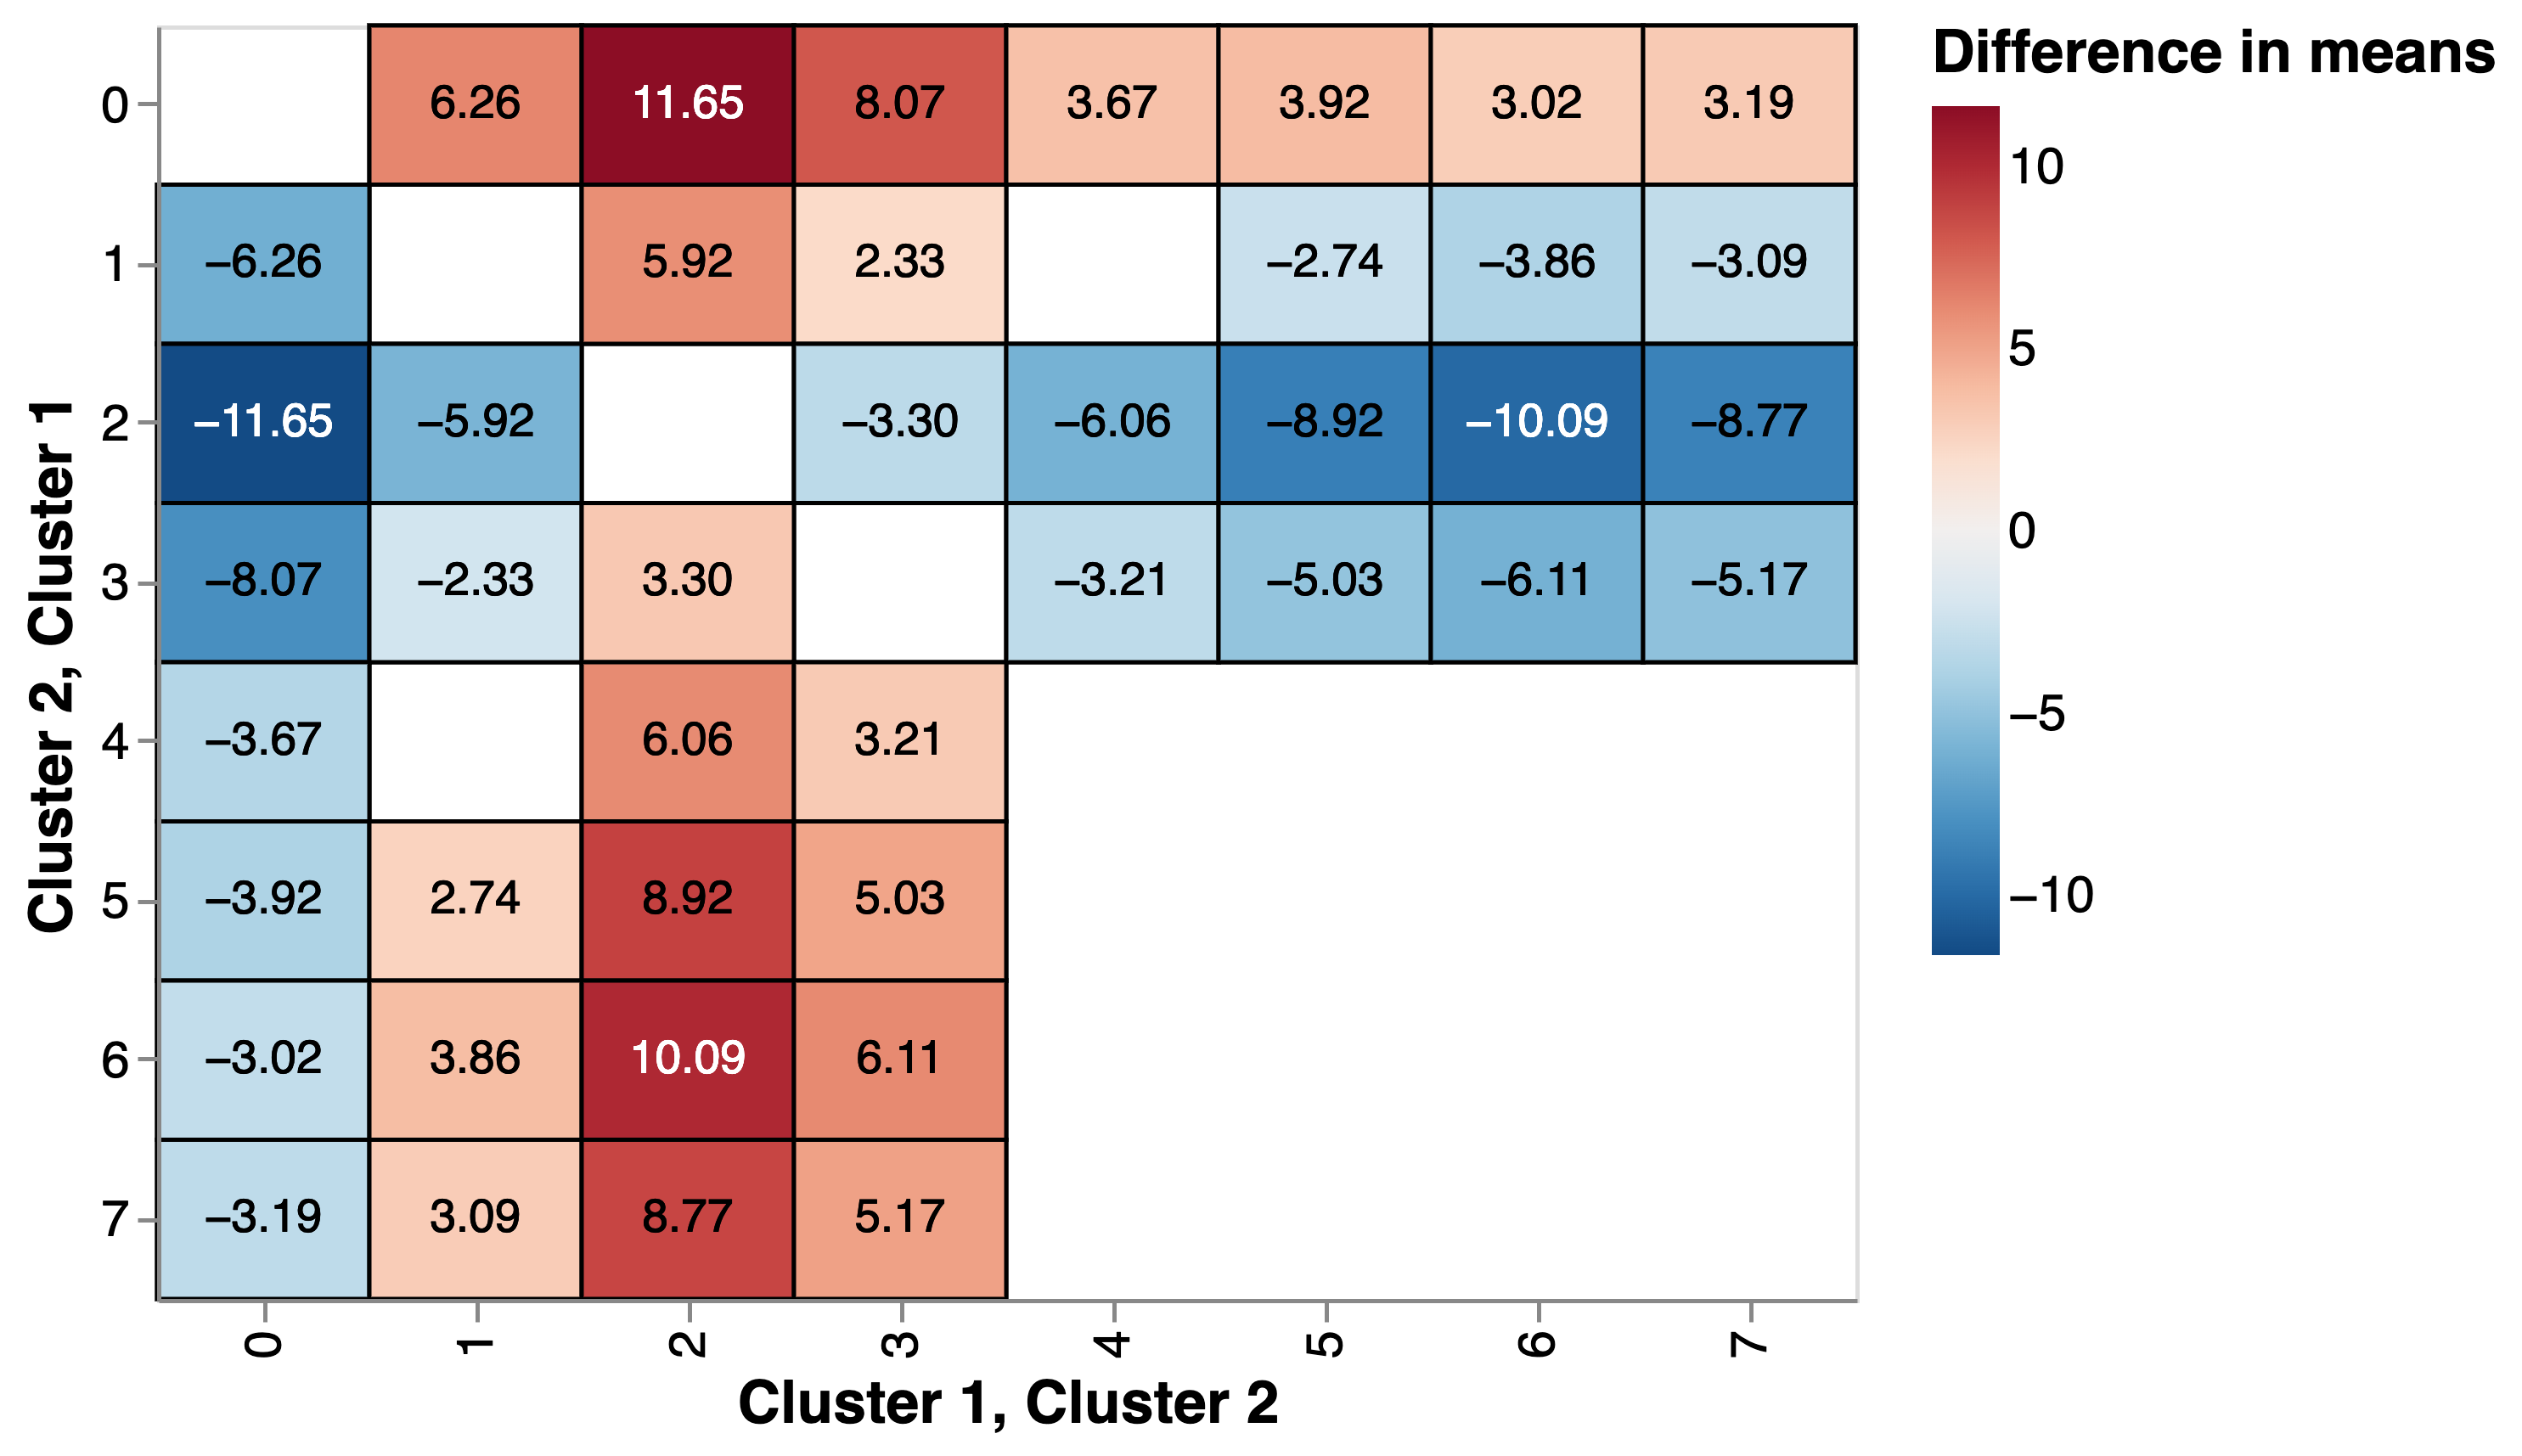 Difference in means
0 6.26 11.65 8.07 3.67 3.92 3.02 3.19
1 −6.26 5.92 2.33 −2.74 −3.86 −3.09
2 −11.65 −5.92 −3.30 −6.06 −8.92 −10.09 −8.77
3 −8.07 −2.33 3.30 −3.21 −5.03 −6.11 −5.17
4 −3.67 6.06 3.21
5 −3.92 2.74 8.92 5.03
6 −3.02 3.86 10.09 6.11
7 −3.19 3.09 8.77 5.17
0 1 2 3 4 5 6 7
Cluster 1, Cluster 2
Cluster 2, Cluster 1
10
5
0
−5
−10